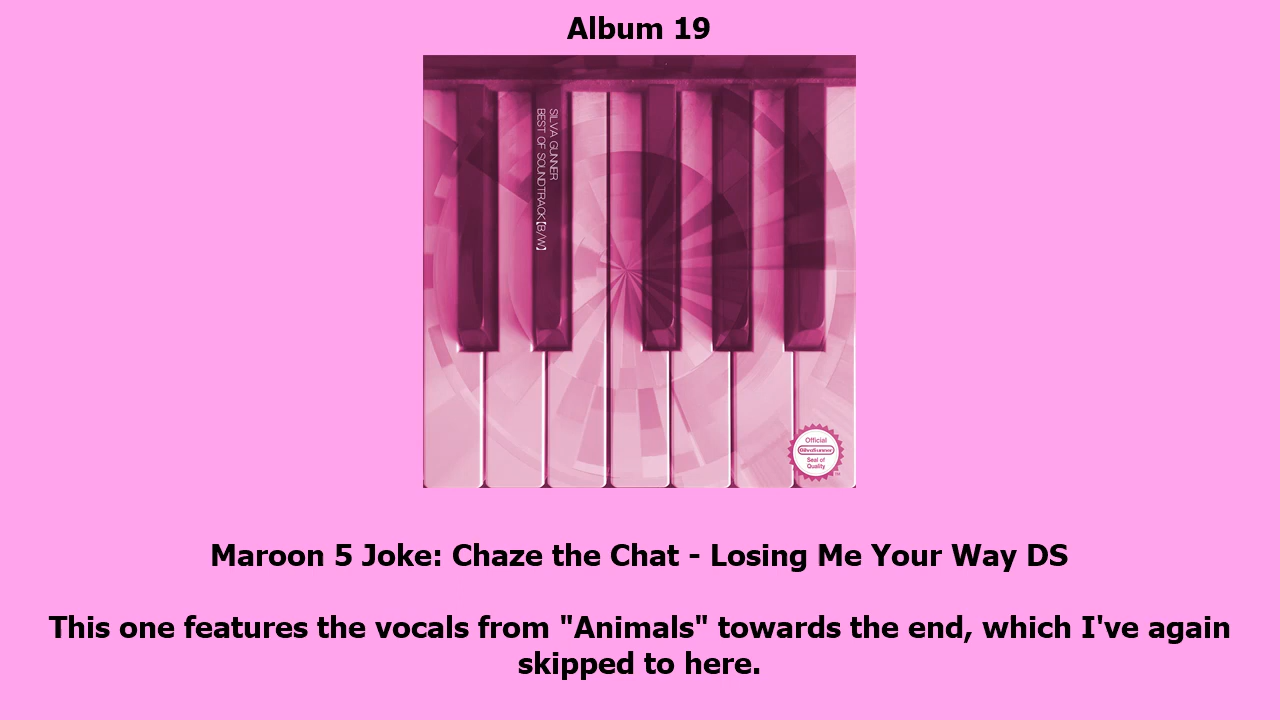 Album 19
SILVA GUNNER
BEST OF SOUNDTRACK【B/W】
Official
SilvaGunner
Seal of
Quality
TM
Maroon 5 Joke: Chaze the Chat - Losing Me Your Way DS
This one features the vocals from "Animals" towards the end, which I've again
skipped to here.